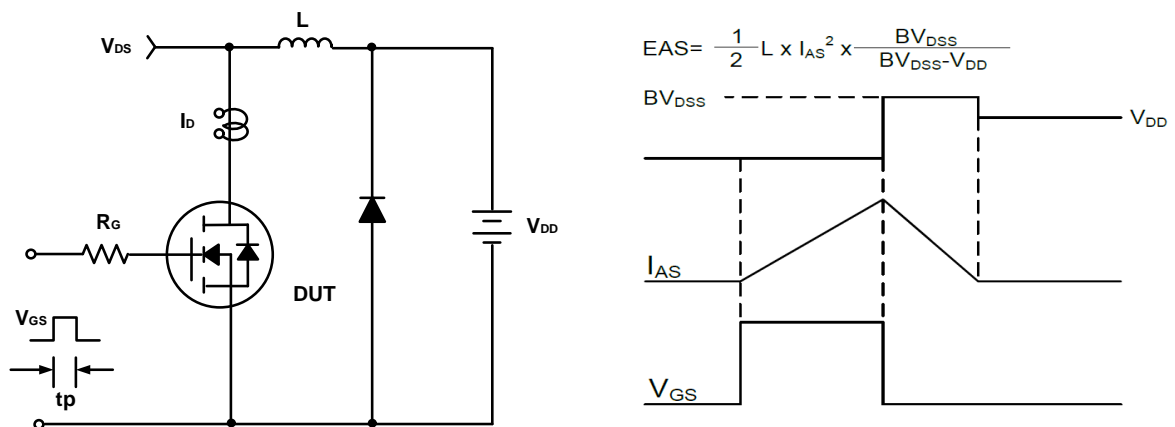 L
VDS
ID
RG
VDD
DUT
VGS
tp
EAS= 1/2 L x IAS² x BVDSS/BVDSS-VDD
BVDSS
VDD
IAS
VGS